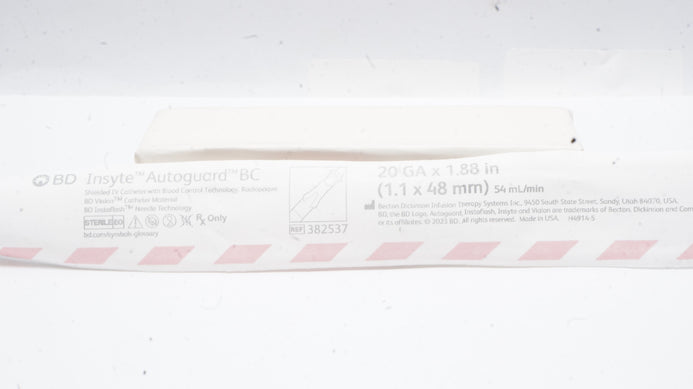 BD Insyte™ Autoguard™ BC
Shielded IV Catheter with Blood Control Technology. Radiopaque
BD Vialon™ Catheter Material
BD Instaflash™ Needle Technology
STERILE EO Rx Only
bd.com/symbols-glossary
REF 382537
20 GA x 1.88 in
(1.1 x 48 mm) 54 mL/min
Becton Dickinson Infusion Therapy Systems Inc., 9450 South State Street, Sandy, Utah 84070, USA.
BD, the BD Logo, Autoguard, Instaflash, Insyte and Vialon are trademarks of Becton, Dickinson and Com
or its affiliates. © 2023 BD. All rights reserved. Made in USA.